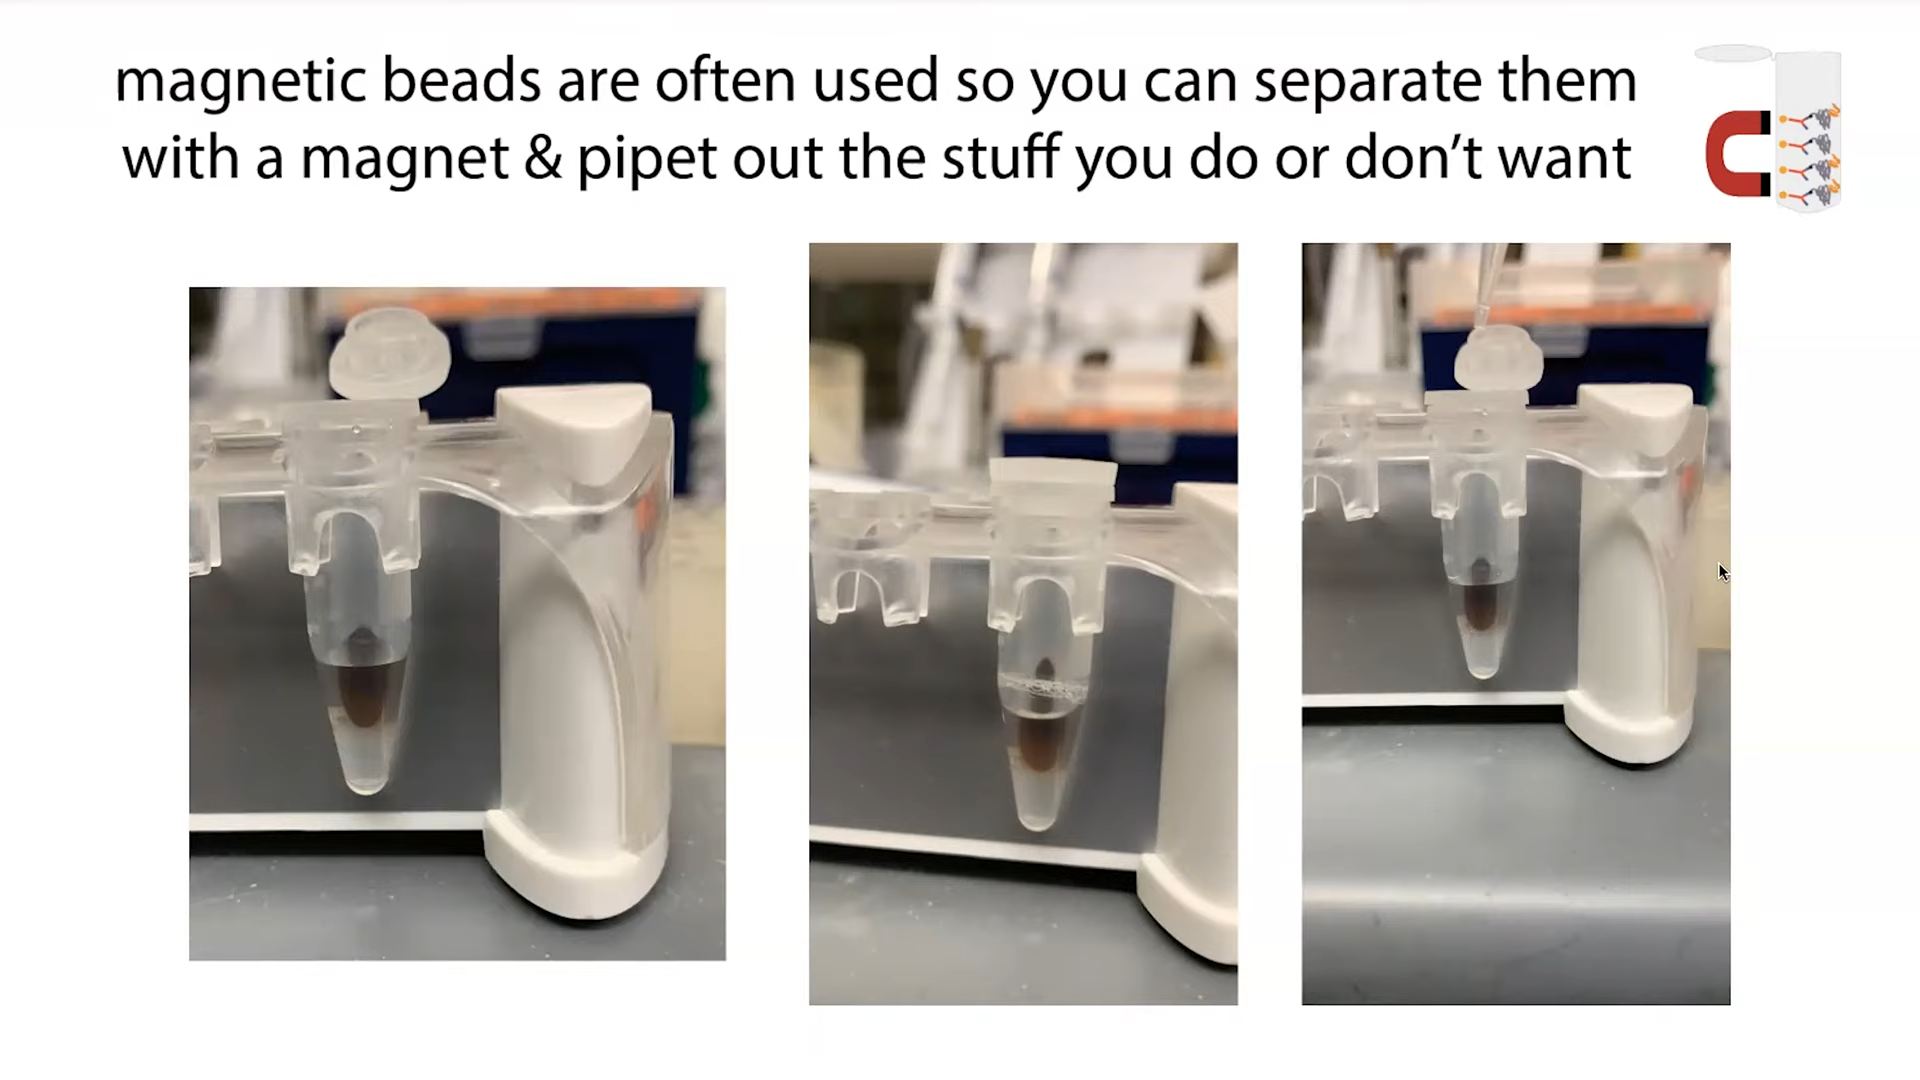 magnetic beads are often used so you can separate them
with a magnet & pipet out the stuff you do or don’t want